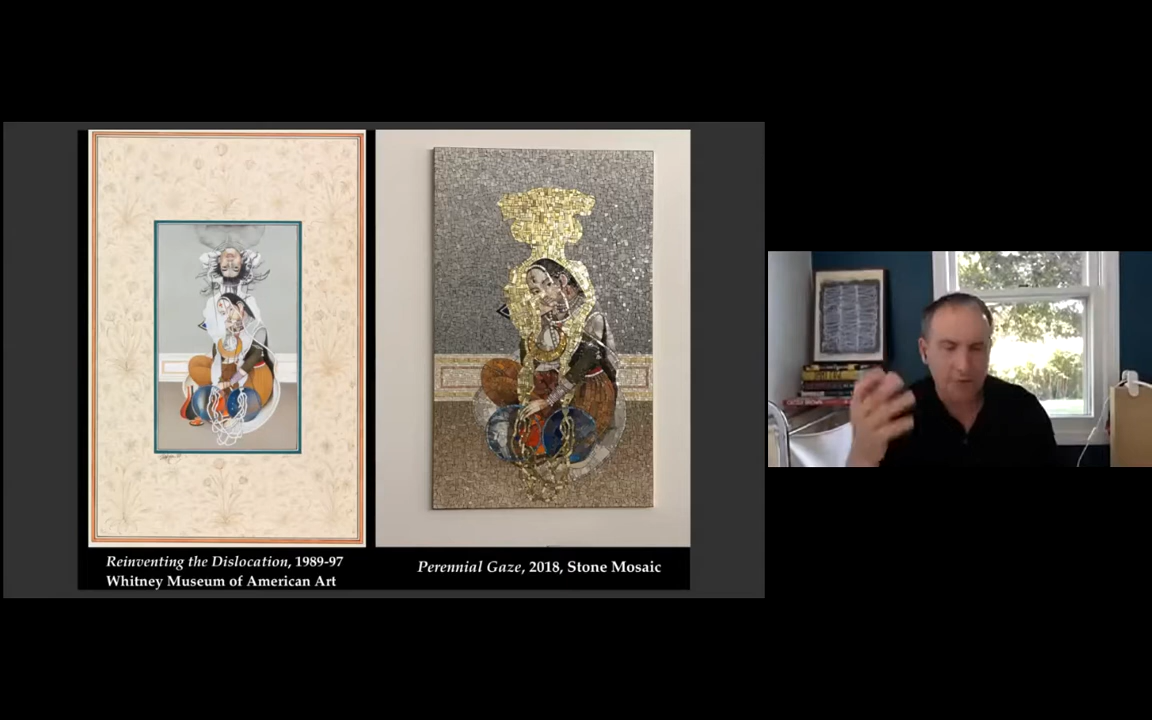 Reinventing the Dislocation, 1989-97
Whitney Museum of American Art
Perennial Gaze, 2018, Stone Mosaic